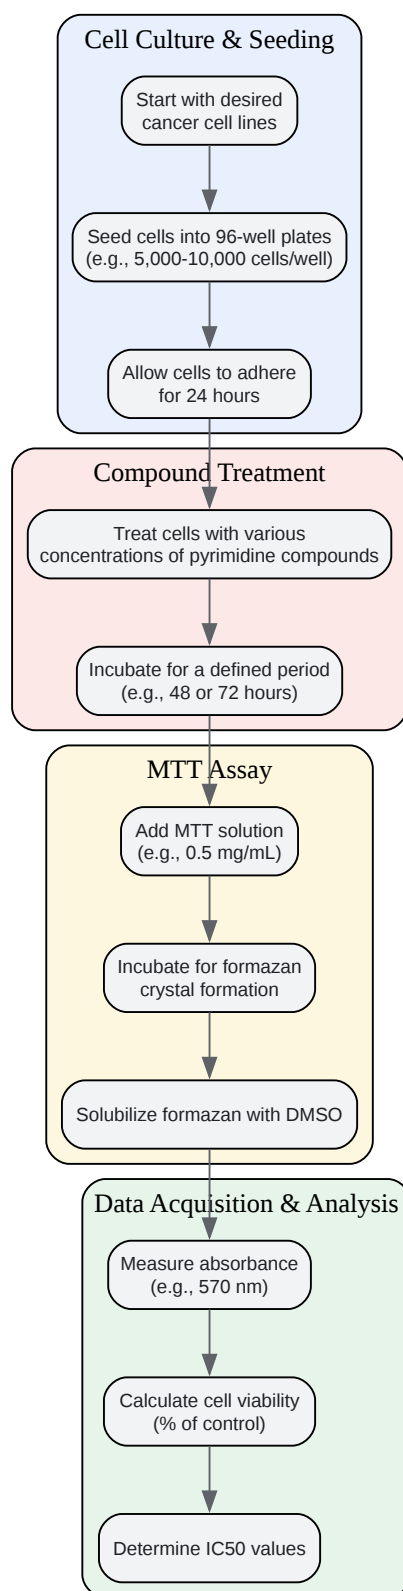 Cell Culture & Seeding
Start with desired
cancer cell lines
Seed cells into 96-well plates
(e.g., 5,000-10,000 cells/well)
Allow cells to adhere
for 24 hours
Compound Treatment
Treat cells with various
concentrations of pyrimidine compounds
Incubate for a defined period
(e.g., 48 or 72 hours)
MTT Assay
Add MTT solution
(e.g., 0.5 mg/mL)
Incubate for formazan
crystal formation
Solubilize formazan with DMSO
Data Acquisition & Analysis
Measure absorbance
(e.g., 570 nm)
Calculate cell viability
(% of control)
Determine IC50 values